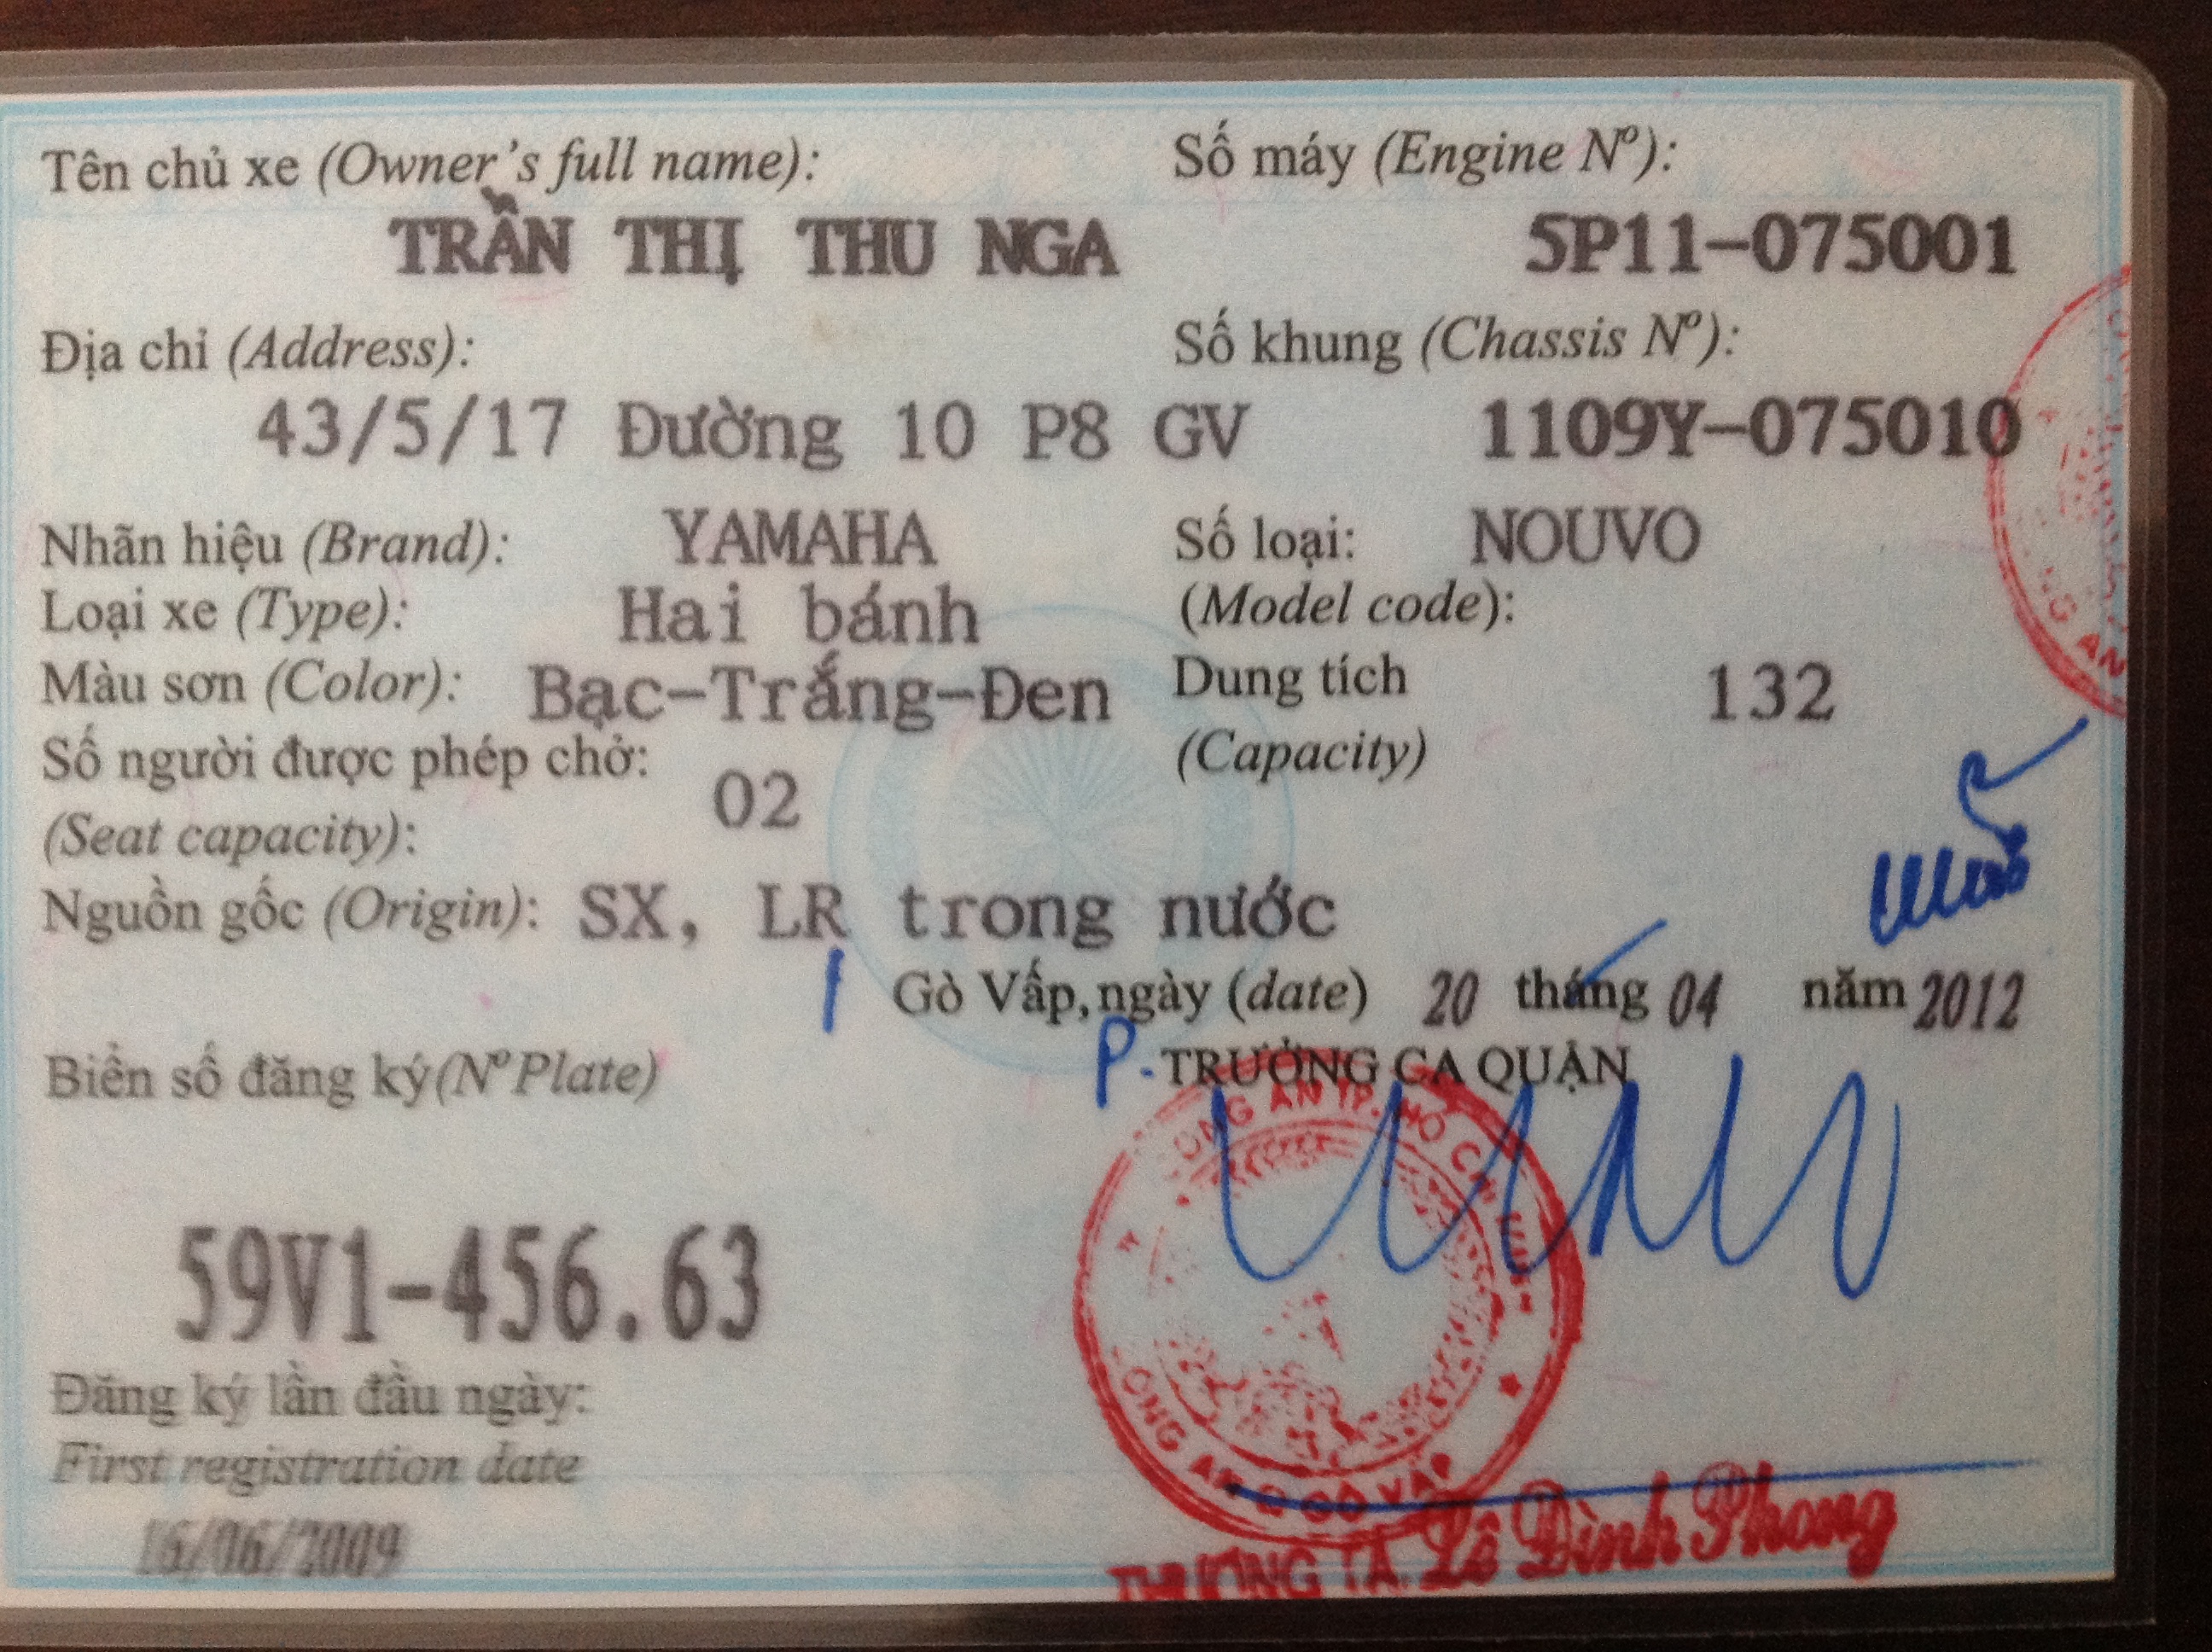 Tên chủ xe (Owner's full name):
TRẦN THỊ THU NGA
Số máy (Engine Nº):
5P11-075001
Địa chỉ (Address):
43/5/17 Đường 10 P8 GV
Số khung (Chassis Nº):
1109Y-075010
Nhãn hiệu (Brand): YAMAHA
Số loại: NOUVO
(Model code):
Loại xe (Type): Hai bánh
Màu sơn (Color): Bạc-Trắng-Đen
Dung tích 132
(Capacity)
Số người được phép chở: 02
(Seat capacity):
Nguồn gốc (Origin): SX, LR trong nước
Gò Vấp, ngày (date) 20 tháng 04 năm 2012
P. TRƯỞNG CA QUẬN
Biển số đăng ký (Nº Plate)
59V1-456.63
Đăng ký lần đầu ngày:
First registration date
16/06/2009
CÔNG AN TP. HỒ CHÍ MINH
CÔNG AN Q GÒ VẤP
THƯỢNG TÁ. Lê Đình Phong